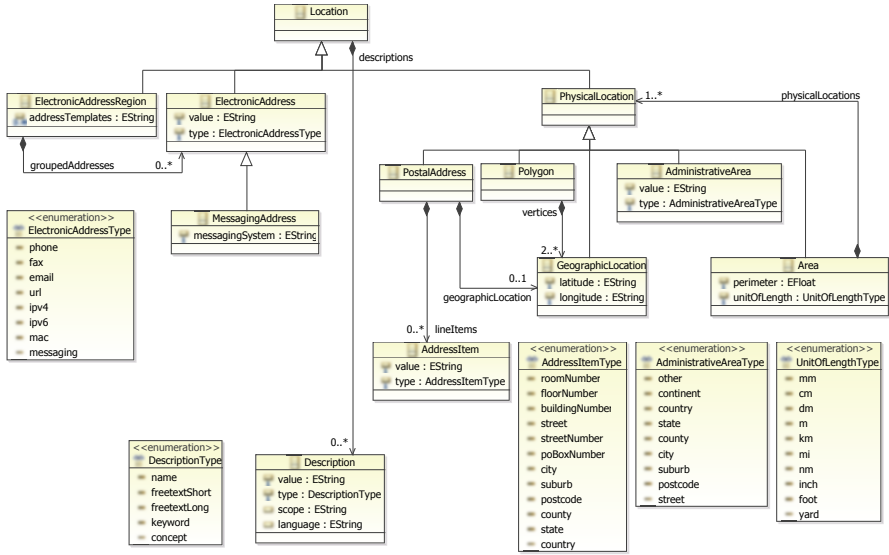 Location
descriptions
ElectronicAddressRegion
addressTemplates : EString
ElectronicAddress
value : EString
type : ElectronicAddressType
PhysicalLocation
1..*
physicalLocations
groupedAddresses
0..*
PostalAddress
Polygon
AdministrativeArea
value : EString
type : AdministrativeAreaType
vertices
2..*
MessagingAddress
messagingSystem : EString
<<enumeration>>
ElectronicAddressType
phone
fax
email
url
ipv4
ipv6
mac
messaging
GeographicLocation
latitude : EString
longitude : EString
0..1
geographicLocation
Area
perimeter : EFloat
unitOfLength : UnitOfLengthType
0..* lineItems
AddressItem
value : EString
type : AddressItemType
<<enumeration>>
AddressItemType
roomNumber
floorNumber
buildingNumber
street
streetNumber
poBoxNumber
city
suburb
postcode
county
state
country
<<enumeration>>
AdministrativeAreaType
other
continent
country
state
county
city
suburb
postcode
street
<<enumeration>>
UnitOfLengthType
mm
cm
dm
m
km
mi
nm
inch
foot
yard
<<enumeration>>
DescriptionType
name
freetextShort
freetextLong
keyword
concept
0..*
Description
value : EString
type : DescriptionType
scope : EString
language : EString